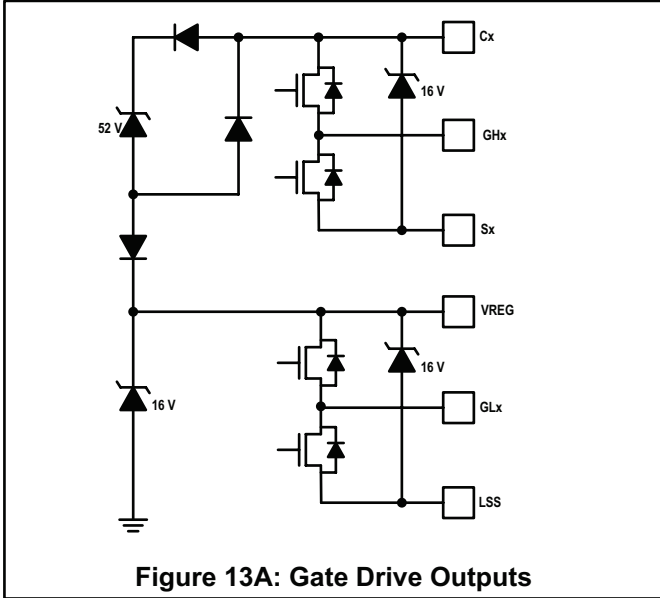 Cx
16 V
52 V
GHx
Sx
VREG
16 V
16 V
GLx
LSS
Figure 13A: Gate Drive Outputs